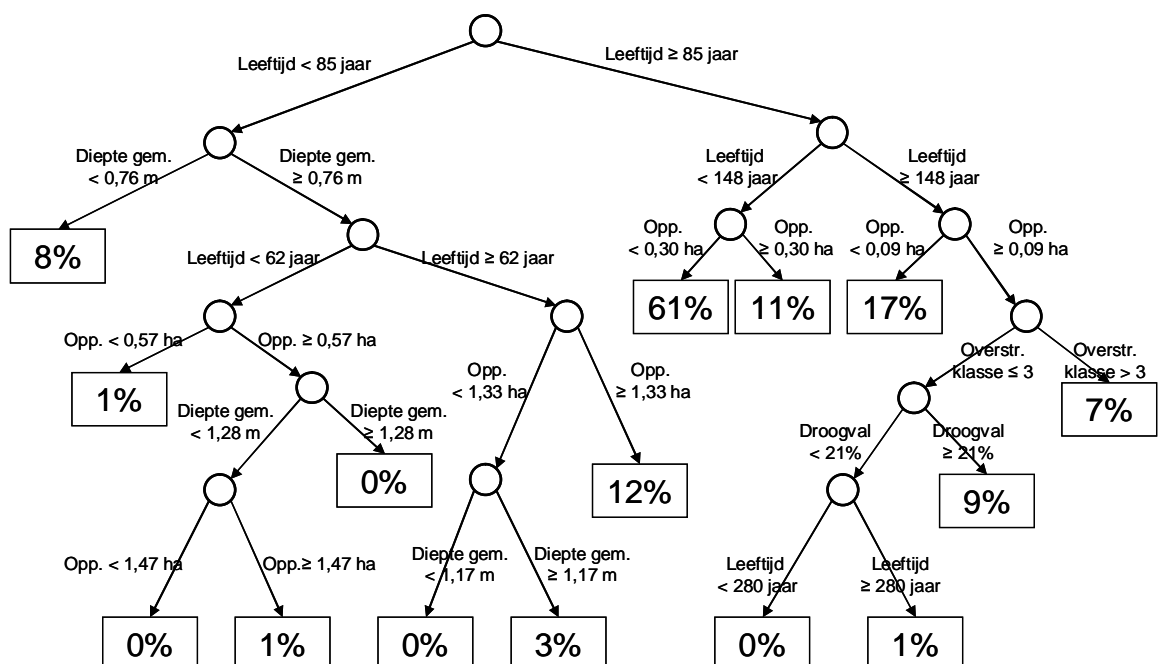 Leeftijd < 85 jaar
Leeftijd ≥ 85 jaar
Diepte gem.
< 0,76 m
Diepte gem.
≥ 0,76 m
Leeftijd
< 148 jaar
Leeftijd
≥ 148 jaar
8%
Leeftijd < 62 jaar
Leeftijd ≥ 62 jaar
Opp.
< 0,30 ha
Opp.
≥ 0,30 ha
Opp.
< 0,09 ha
Opp.
≥ 0,09 ha
61%
11%
17%
Opp. < 0,57 ha
Opp. ≥ 0,57 ha
Opp.
< 1,33 ha
Opp.
≥ 1,33 ha
Overstr.
klasse ≤ 3
Overstr.
klasse > 3
1%
7%
Diepte gem.
< 1,28 m
Diepte gem.
≥ 1,28 m
Droogval
< 21%
Droogval
≥ 21%
0%
12%
9%
Opp. < 1,47 ha
Opp.≥ 1,47 ha
Diepte gem.
< 1,17 m
Diepte gem.
≥ 1,17 m
Leeftijd
< 280 jaar
Leeftijd
≥ 280 jaar
0%
1%
0%
3%
0%
1%